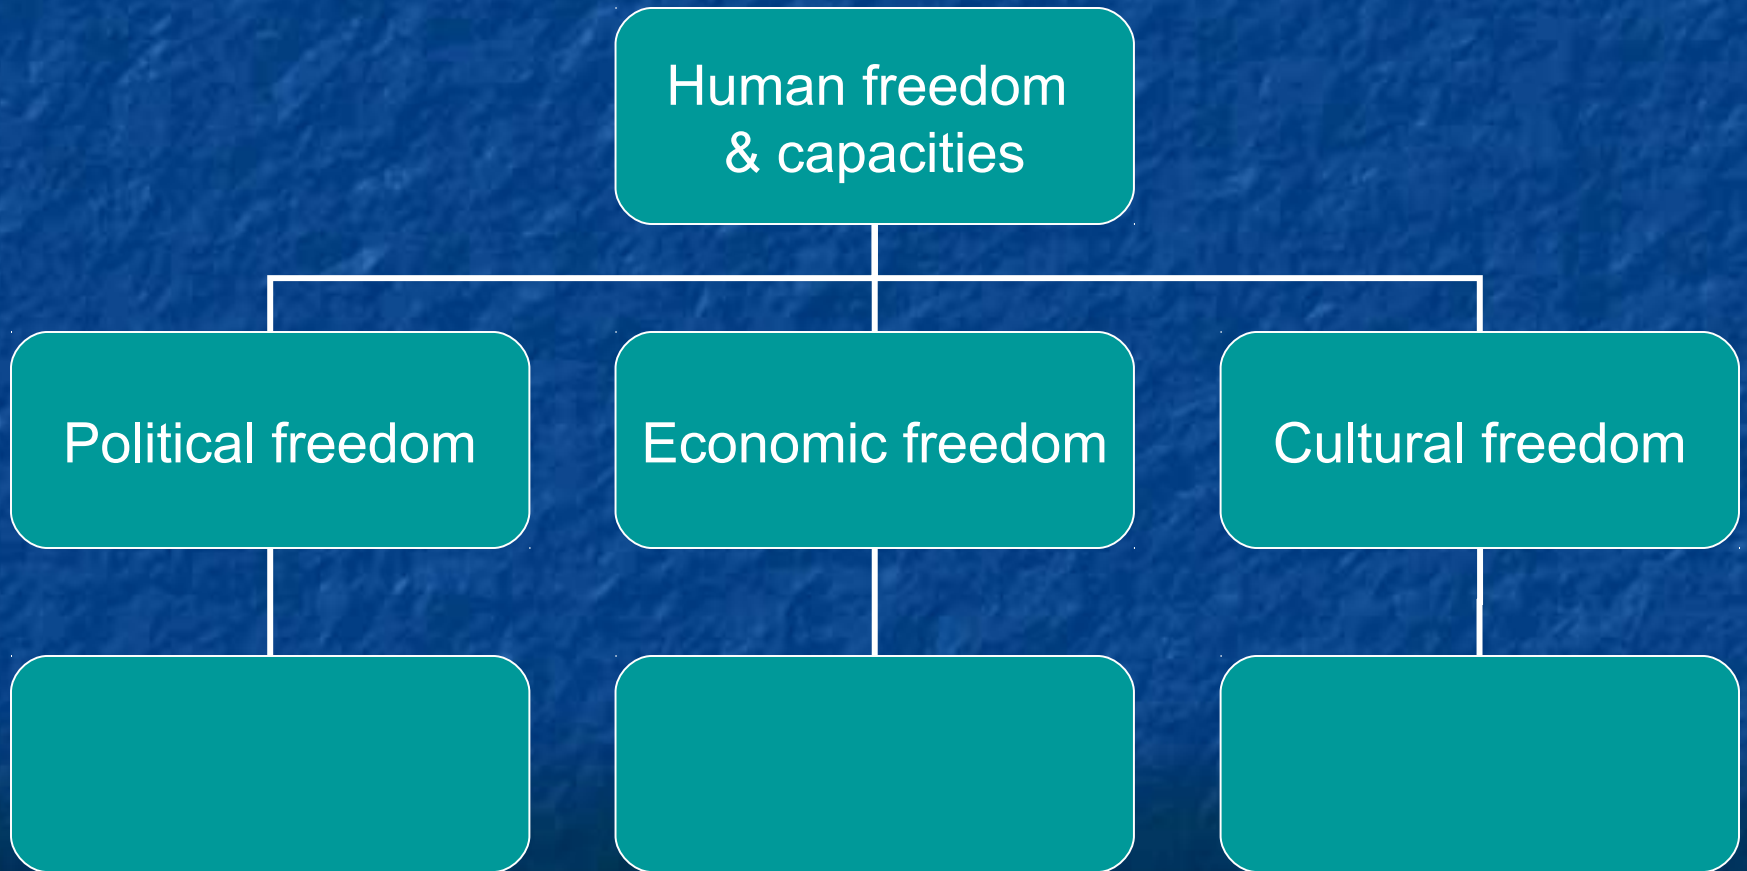 Human freedom
& capacities
Political freedom
Economic freedom
Cultural freedom